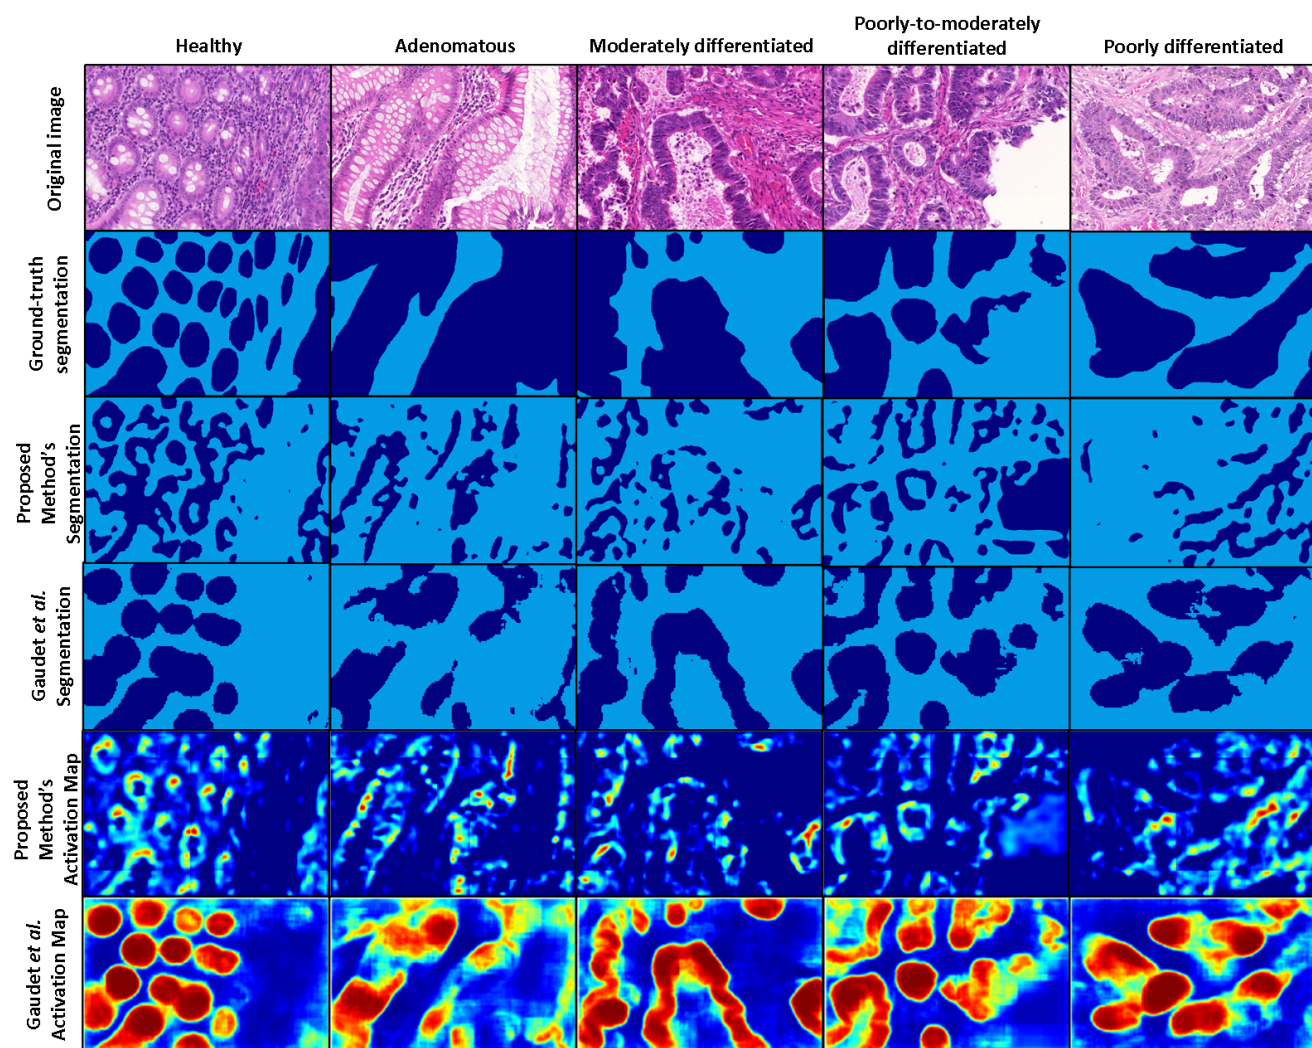 Healthy
Adenomatous
Moderately differentiated
Poorly-to-moderately
differentiated
Poorly differentiated
Original image
Ground-truth
segmentation
Proposed
Method's
Segmentation
Gaudet et al.
Segmentation
Proposed
Method's
Activation Map
Gaudet et al.
Activation Map